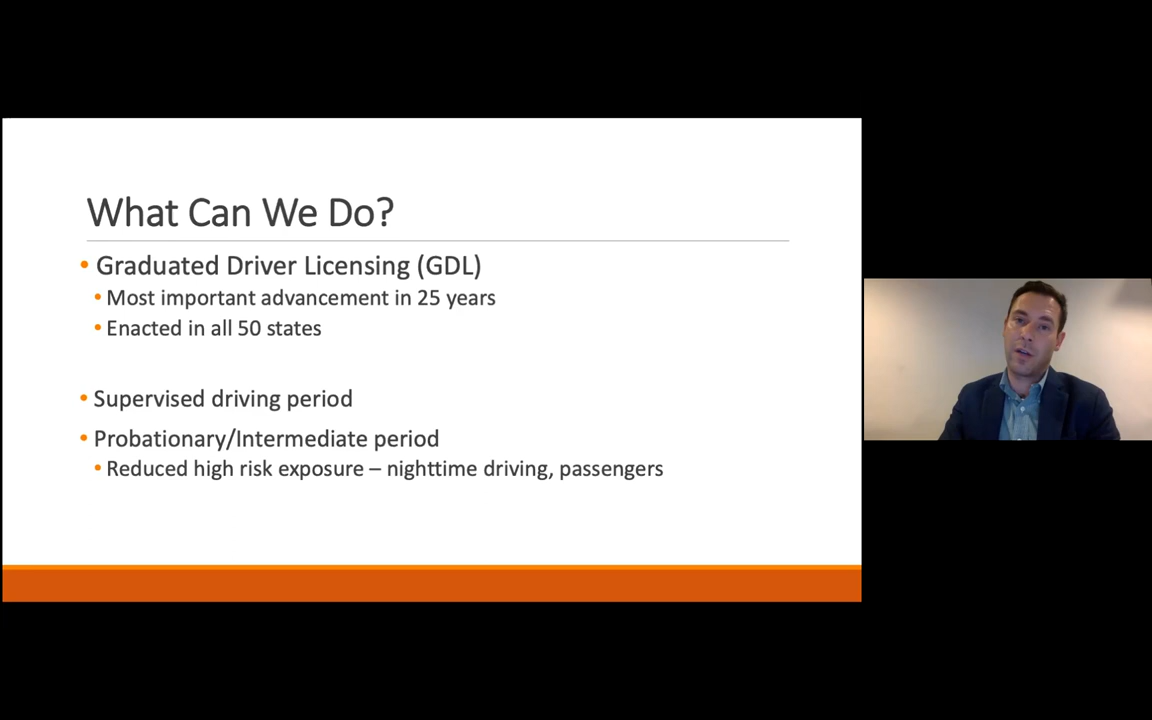 What Can We Do?
• Graduated Driver Licensing (GDL)
• Most important advancement in 25 years
• Enacted in all 50 states
• Supervised driving period
• Probationary/Intermediate period
• Reduced high risk exposure – nighttime driving, passengers